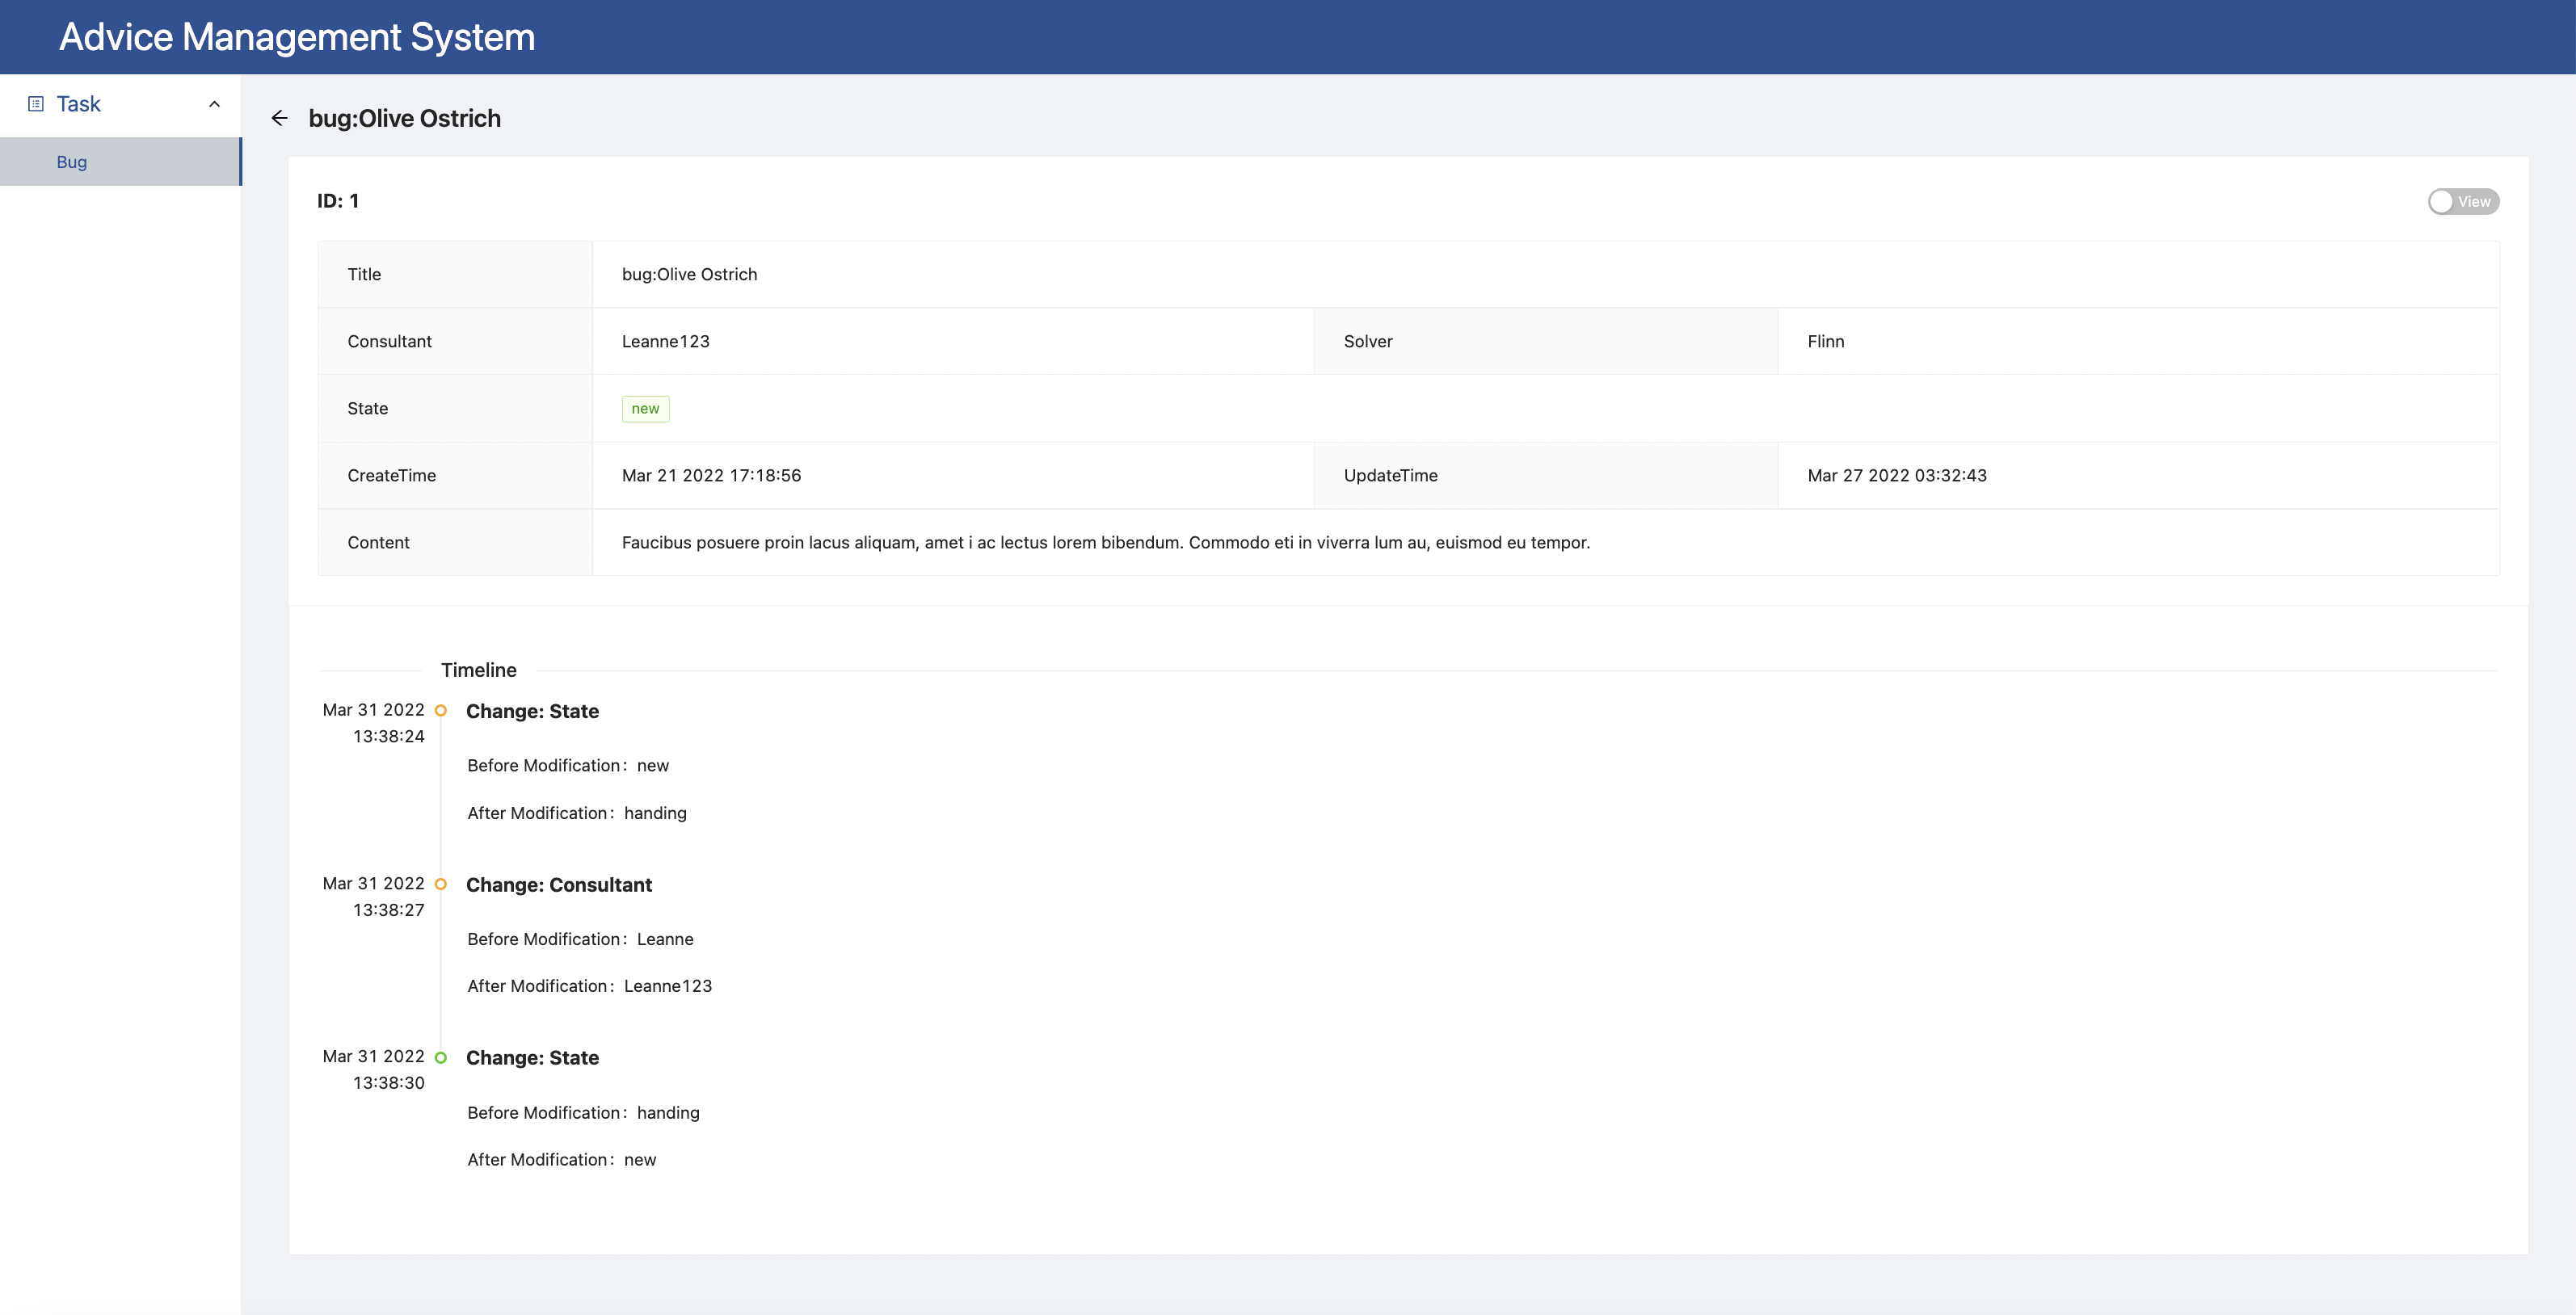 Advice Management System
Task
Bug
bug:Olive Ostrich
ID: 1
View
Title bug:Olive Ostrich
Consultant Leanne123 Solver Flinn
State new
CreateTime Mar 21 2022 17:18:56 UpdateTime Mar 27 2022 03:32:43
Content Faucibus posuere proin lacus aliquam, amet i ac lectus lorem bibendum. Commodo eti in viverra lum au, euismod eu tempor.
Timeline
Mar 31 2022
13:38:24
Change: State
Before Modification： new
After Modification： handing
Mar 31 2022
13:38:27
Change: Consultant
Before Modification： Leanne
After Modification： Leanne123
Mar 31 2022
13:38:30
Change: State
Before Modification： handing
After Modification： new